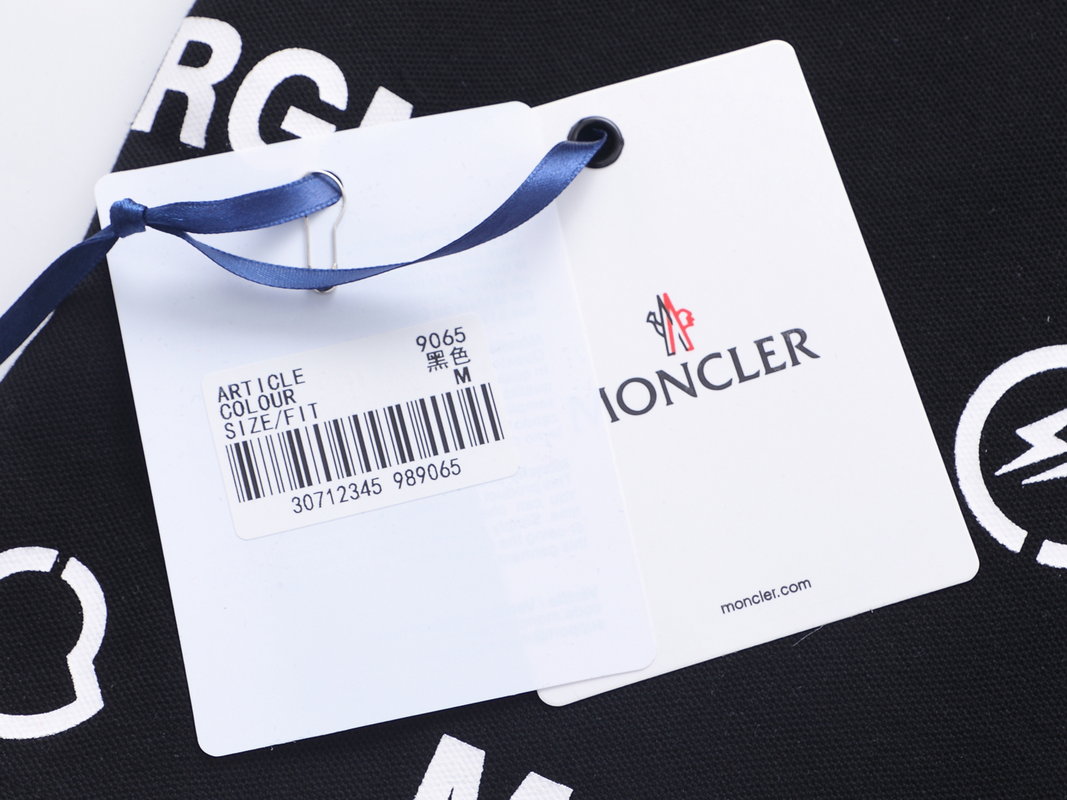 RG
9065
黑色
M
ARTICLE
COLOUR
SIZE/FIT
30712345 989065
MONCLER
moncler.com